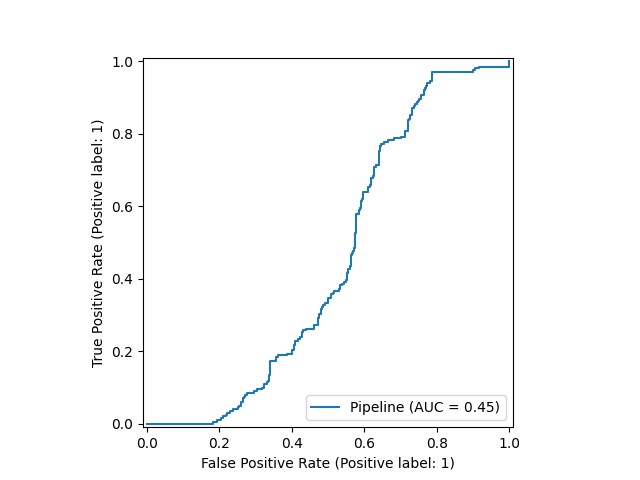 1.0
0.8
0.6
0.4
0.2
0.0
True Positive Rate (Positive label: 1)
Pipeline (AUC = 0.45)
0.0 0.2 0.4 0.6 0.8 1.0
False Positive Rate (Positive label: 1)